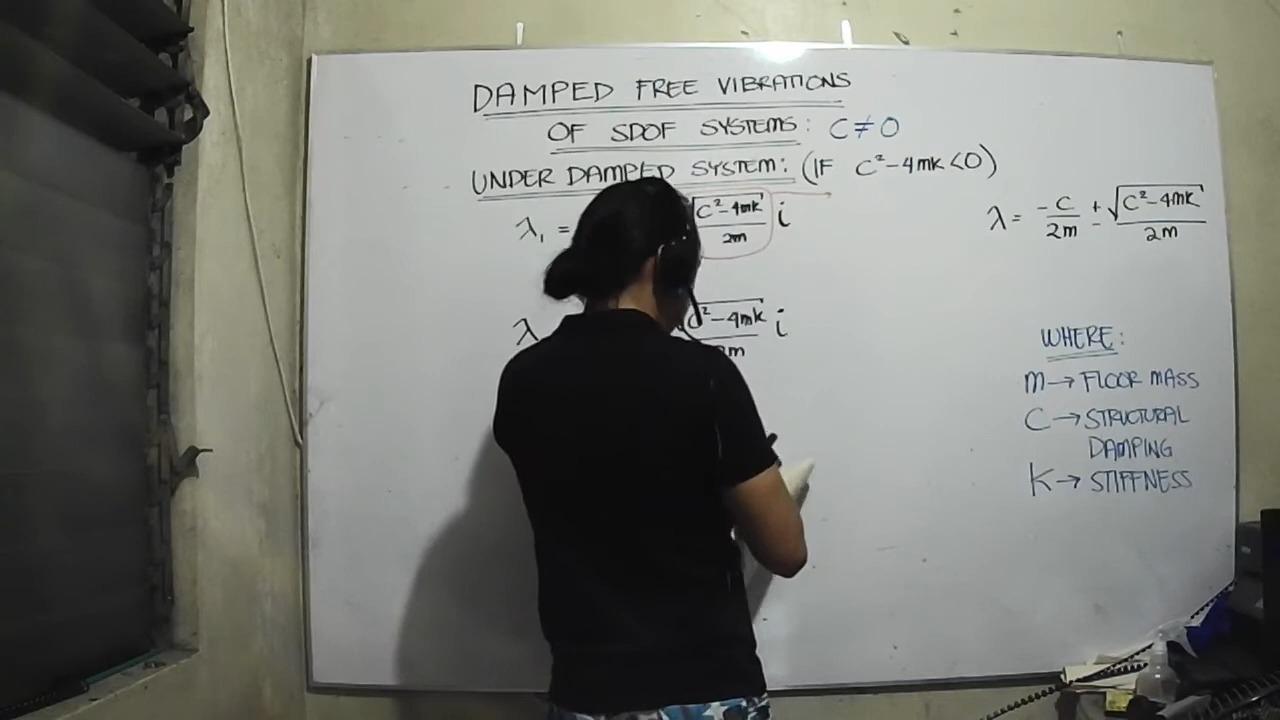 DAMPED FREE VIBRATIONS
OF SDOF SYSTEMS: C≠0
UNDER DAMPED SYSTEM: (IF C²-4mk<0)
λ₁ = √(C²-4mk)/2m i
λ √(C²-4mk)/2m i
λ = -C/2m ± √(C²-4mK)/2m
WHERE:
m→FLOOR MASS
C→STRUCTURAL
DAMPING
K→STIFFNESS